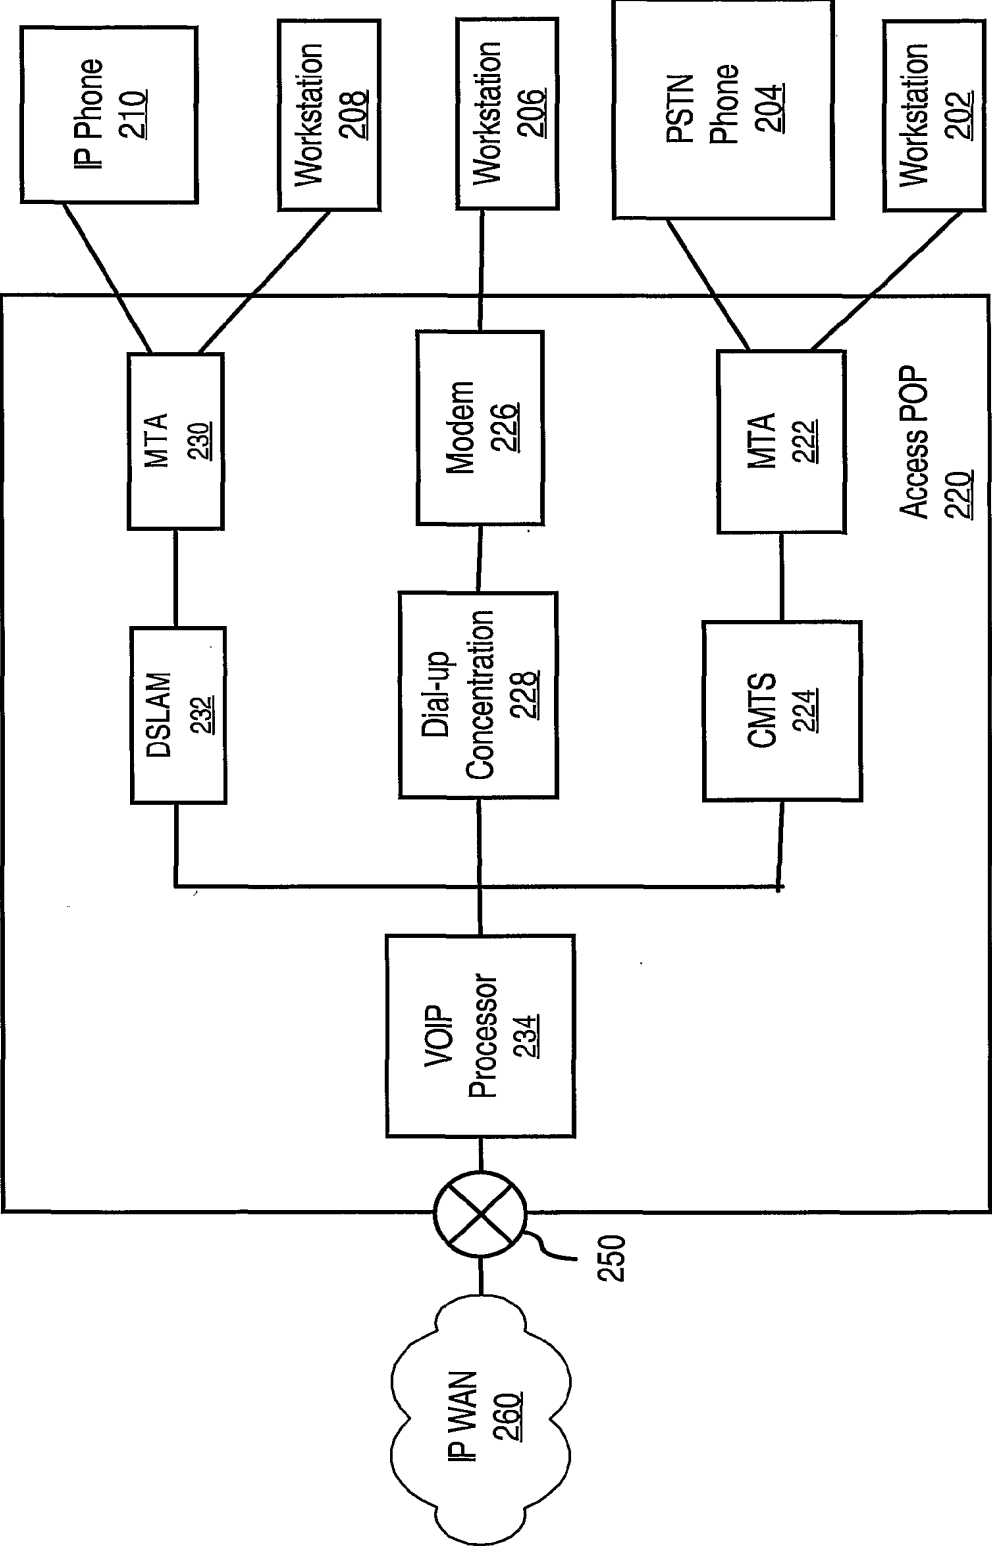 IP Phone
210
Workstation
208
Workstation
206
PSTN
Phone
204
Workstation
202
MTA
230
Modem
226
MTA
222
Access POP
220
DSLAM
232
Dial-up
Concentration
228
CMTS
224
VOIP
Processor
234
250
IP WAN
260